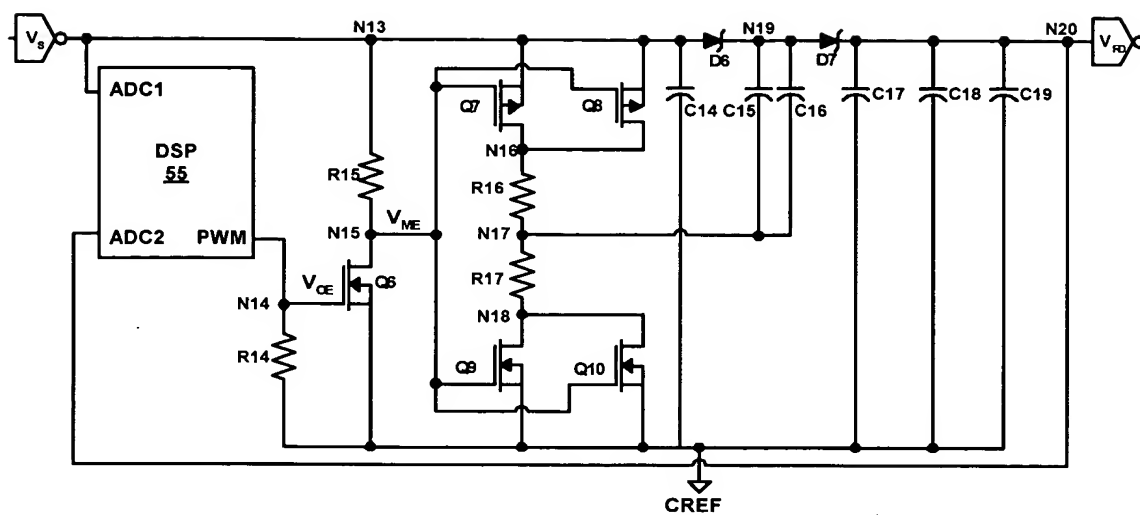 VS
N13
N19
N20
VRD
D6
D7
ADC1
DSP
55
ADC2
PWM
R15
VME
N15
VOE
Q6
N14
R14
Q7
Q8
N16
R16
N17
R17
N18
Q9
Q10
C14
C15
C16
C17
C18
C19
CREF